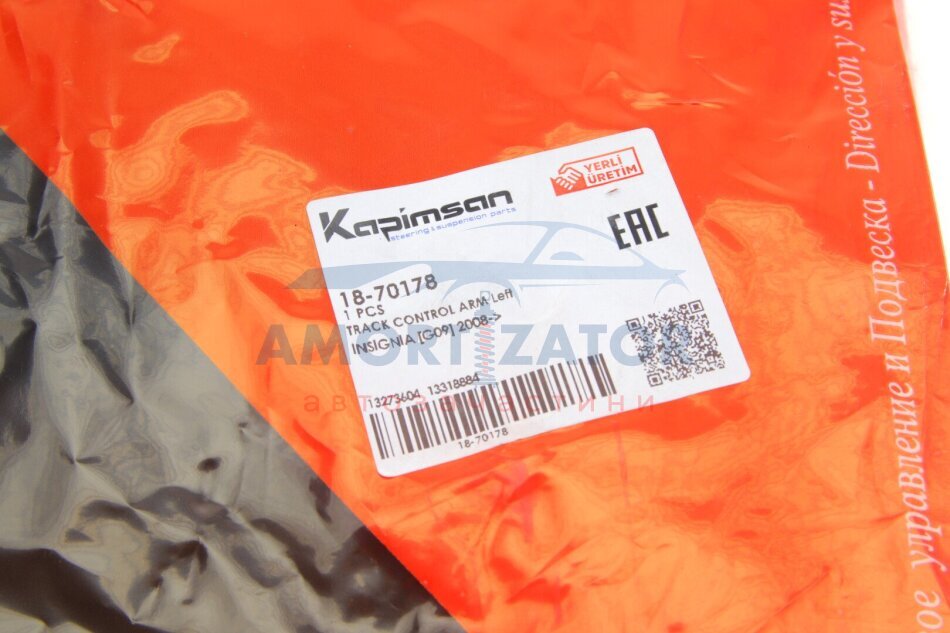 YERLİ
ÜRETİM
Kapimsan
steering & suspension parts
EAC
18-70178
1 PCS
TRACK CONTROL ARM Left
INSIGNIA [G09] 2008->
AMORTIZATOR
автозапчастини
13273604 13318884
18-70178
управление и Подвеска - Dirección y